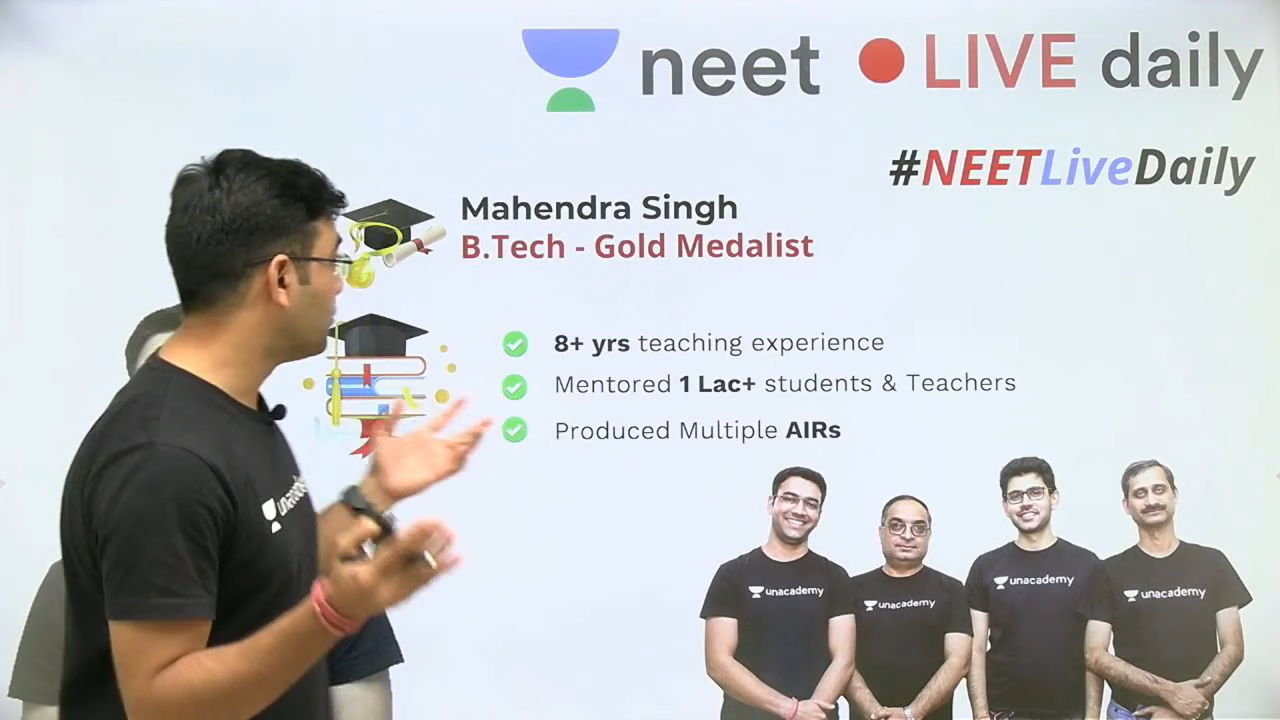 neet LIVE daily
#NEETLiveDaily
Mahendra Singh
B.Tech - Gold Medalist
8+ yrs teaching experience
Mentored 1 Lac+ students & Teachers
Produced Multiple AIRs
unacademy
unacademy
unacademy
unacademy
unacademy